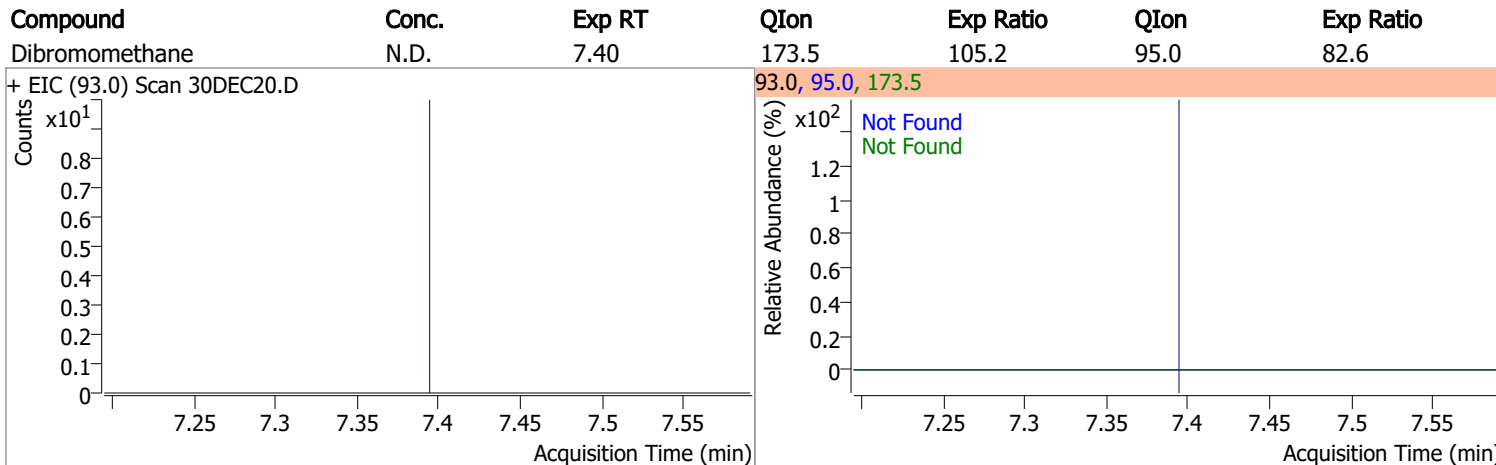 Compound Conc. Exp RT QIon Exp Ratio QIon Exp Ratio
Dibromomethane N.D. 7.40 173.5 105.2 95.0 82.6
+ EIC (93.0) Scan 30DEC20.D
Counts
x10¹
0.8
0.7
0.6
0.5
0.4
0.3
0.2
0.1
0
7.25 7.3 7.35 7.4 7.45 7.5 7.55
Acquisition Time (min)
93.0, 95.0, 173.5
Relative Abundance (%)
x10²
Not Found
Not Found
1.2
1
0.8
0.6
0.4
0.2
0
7.25 7.3 7.35 7.4 7.45 7.5 7.55
Acquisition Time (min)